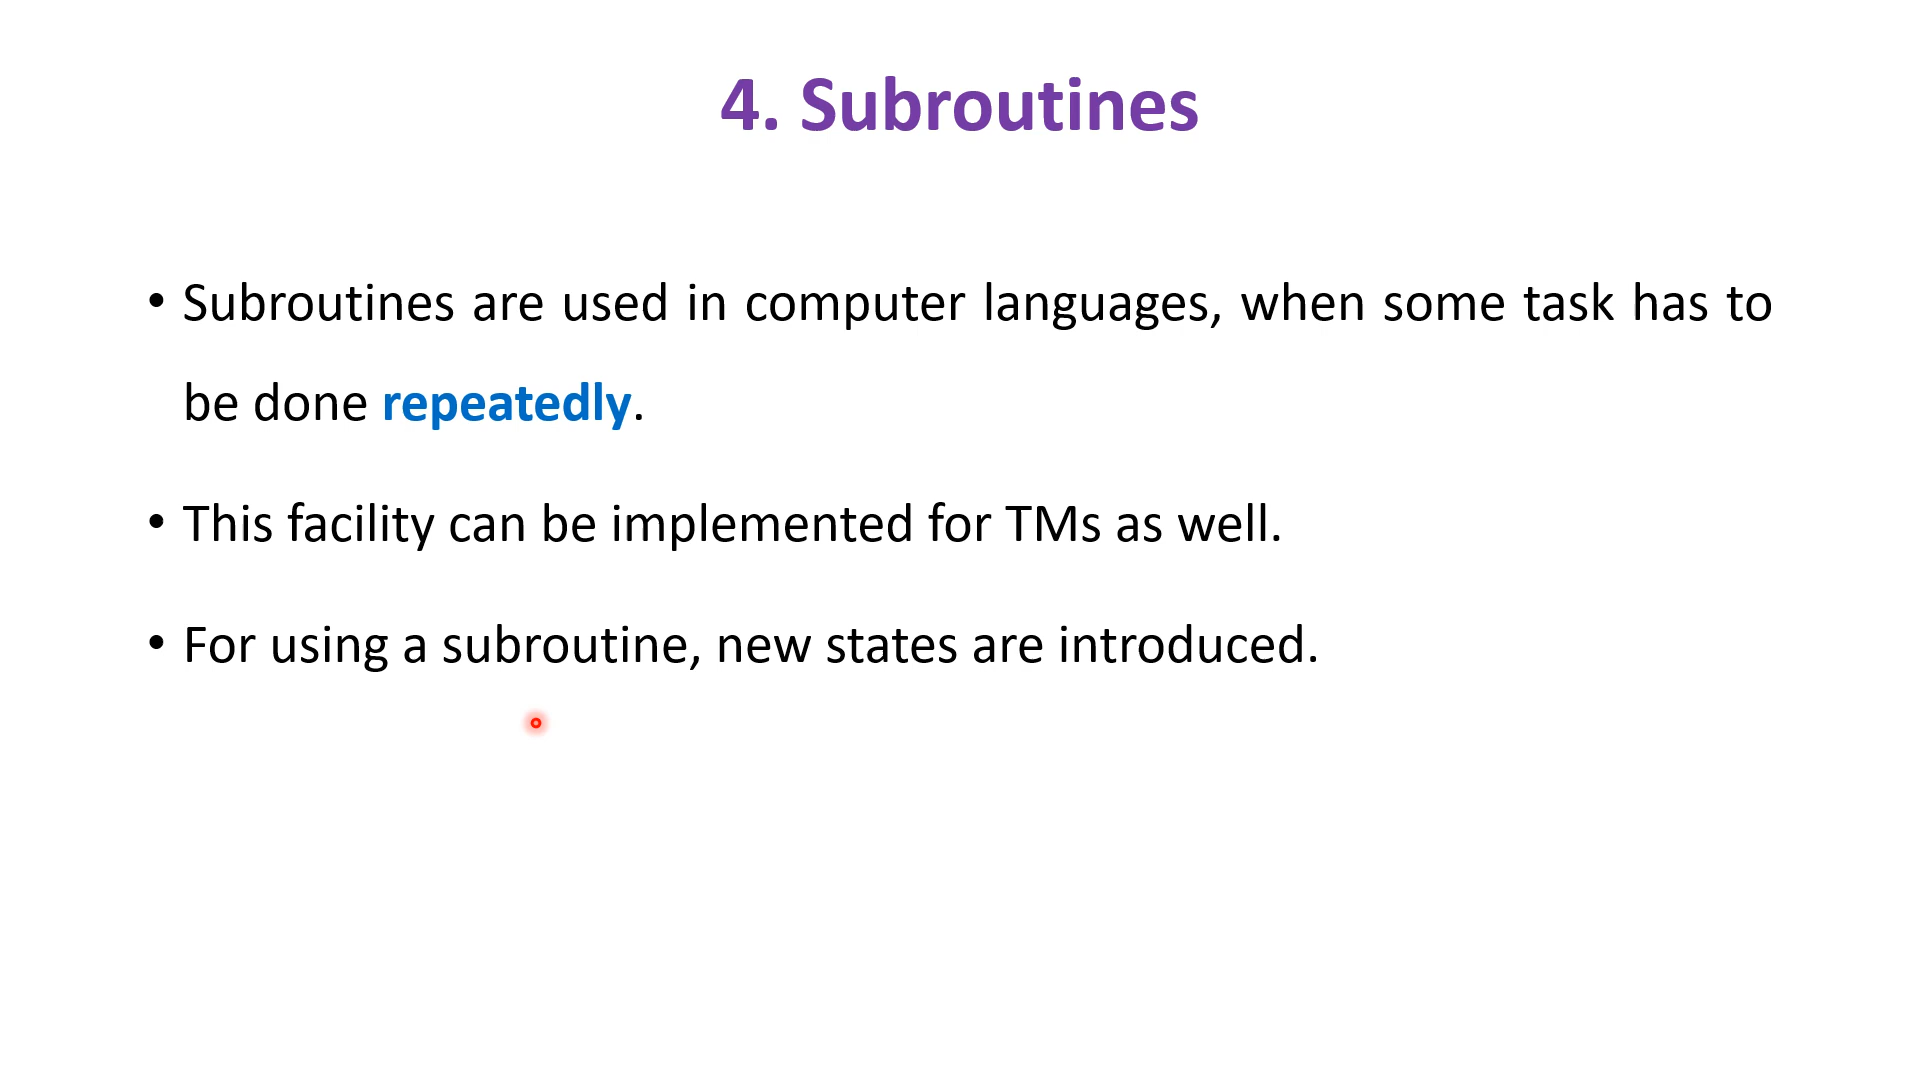 4. Subroutines
• Subroutines are used in computer languages, when some task has to
be done repeatedly.
• This facility can be implemented for TMs as well.
• For using a subroutine, new states are introduced.